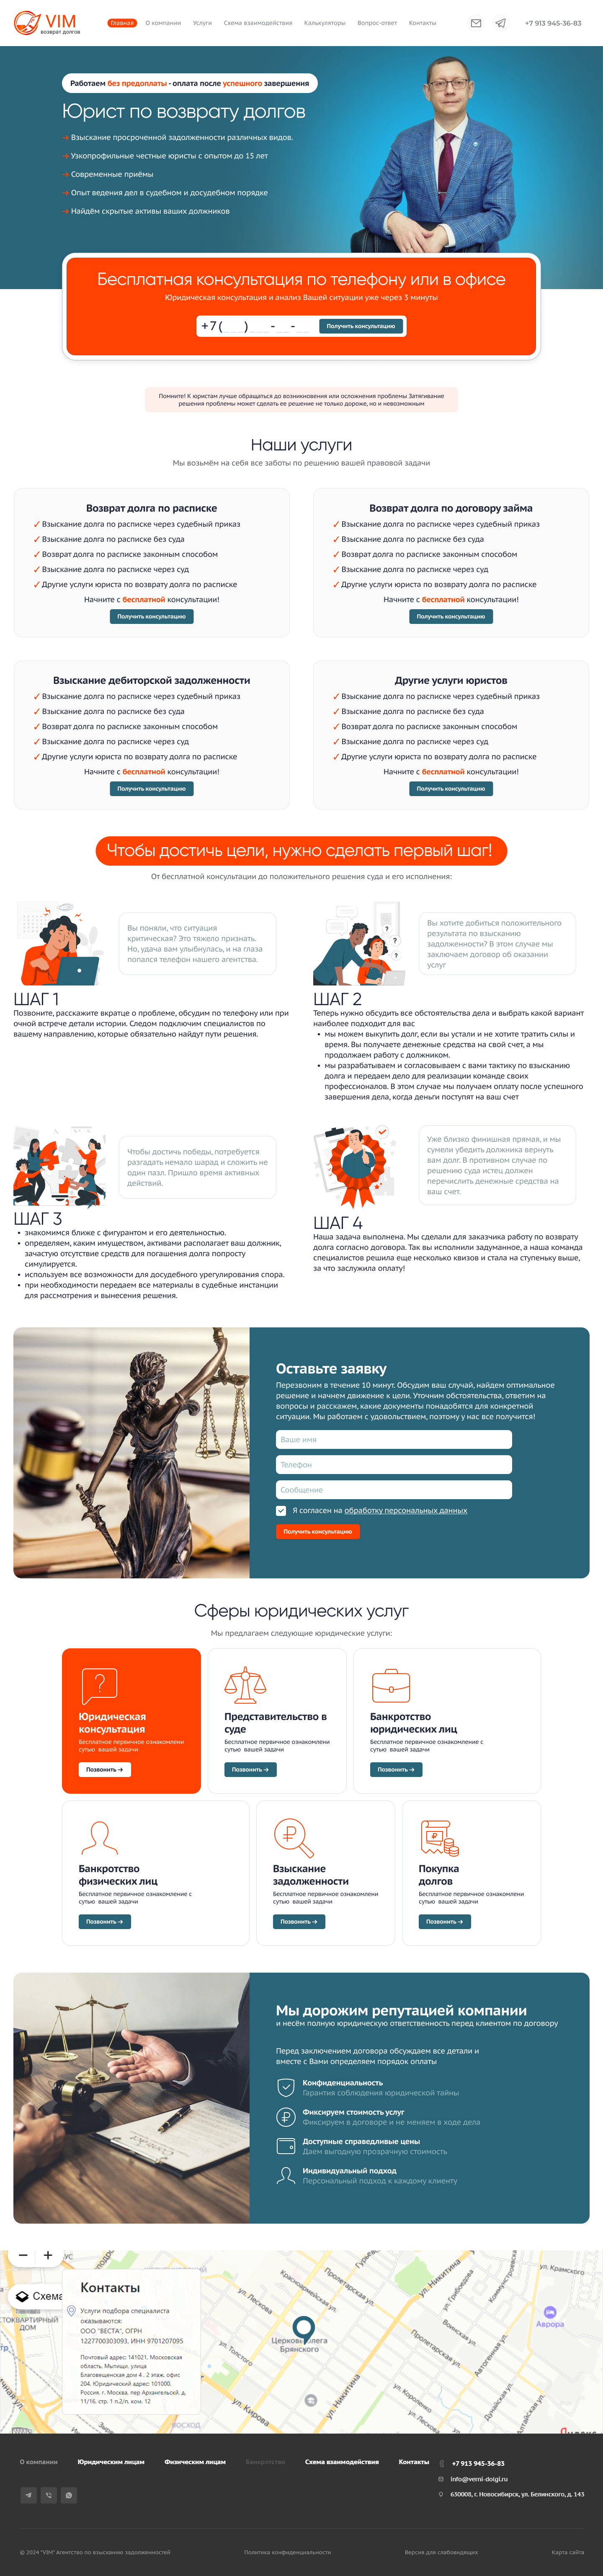 VIM
возврат долгов
Главная
О компании
Услуги
Схема взаимодействия
Калькуляторы
Вопрос-ответ
Контакты
+7 913 945-36-83
Работаем без предоплаты - оплата после успешного завершения
Юрист по возврату долгов
Взыскание просроченной задолженности различных видов.
Узкопрофильные честные юристы с опытом до 15 лет
Современные приёмы
Опыт ведения дел в судебном и досудебном порядке
Найдём скрытые активы ваших должников
Бесплатная консультация по телефону или в офисе
Юридическая консультация и анализ Вашей ситуации уже через 3 минуты
+7(___)___-__-__
Получить консультацию
Помните! К юристам лучше обращаться до возникновения или осложнения проблемы Затягивание
решения проблемы может сделать ее решение не только дороже, но и невозможным
Наши услуги
Мы возьмём на себя все заботы по решению вашей правовой задачи
Возврат долга по расписке
Взыскание долга по расписке через судебный приказ
Взыскание долга по расписке без суда
Возврат долга по расписке законным способом
Взыскание долга по расписке через суд
Другие услуги юриста по возврату долга по расписке
Начните с бесплатной консультации!
Получить консультацию
Возврат долга по договору займа
Взыскание долга по расписке через судебный приказ
Взыскание долга по расписке без суда
Возврат долга по расписке законным способом
Взыскание долга по расписке через суд
Другие услуги юриста по возврату долга по расписке
Начните с бесплатной консультации!
Получить консультацию
Взыскание дебиторской задолженности
Взыскание долга по расписке через судебный приказ
Взыскание долга по расписке без суда
Возврат долга по расписке законным способом
Взыскание долга по расписке через суд
Другие услуги юриста по возврату долга по расписке
Начните с бесплатной консультации!
Получить консультацию
Другие услуги юристов
Взыскание долга по расписке через судебный приказ
Взыскание долга по расписке без суда
Возврат долга по расписке законным способом
Взыскание долга по расписке через суд
Другие услуги юриста по возврату долга по расписке
Начните с бесплатной консультации!
Получить консультацию
Чтобы достичь цели, нужно сделать первый шаг!
От бесплатной консультации до положительного решения суда и его исполнения:
Вы поняли, что ситуация
критическая? Это тяжело признать.
Но, удача вам улыбнулась, и на глаза
попался телефон нашего агентства.
ШАГ 1
Позвоните, расскажите вкратце о проблеме, обсудим по телефону или при
очной встрече детали истории. Следом подключим специалистов по
вашему направлению, которые обязательно найдут пути решения.
Вы хотите добиться положительного
результата по взысканию
задолженности? В этом случае мы
заключаем договор об оказании
услуг
ШАГ 2
Теперь нужно обсудить все обстоятельства дела и выбрать какой вариант
наиболее подходит для вас
• мы можем выкупить долг, если вы устали и не хотите тратить силы и
время. Вы получаете денежные средства на свой счет, а мы
продолжаем работу с должником.
• мы разрабатываем и согласовываем с вами тактику по взысканию
долга и передаем дело для реализации команде своих
профессионалов. В этом случае мы получаем оплату после успешного
завершения дела, когда деньги поступят на ваш счет
Чтобы достичь победы, потребуется
разгадать немало шарад и сложить не
один пазл. Пришло время активных
действий.
ШАГ 3
• знакомимся ближе с фигурантом и его деятельностью.
• определяем, каким имуществом, активами располагает ваш должник,
зачастую отсутствие средств для погашения долга попросту
симулируется.
• используем все возможности для досудебного урегулирования спора.
• при необходимости передаем все материалы в судебные инстанции
для рассмотрения и вынесения решения.
Уже близко финишная прямая, и мы
сумели убедить должника вернуть
вам долг. В противном случае по
решению суда истец должен
перечислить денежные средства на
ваш счет.
ШАГ 4
Наша задача выполнена. Мы сделали для заказчика работу по возврату
долга согласно договора. Так вы исполнили задуманное, а наша команда
специалистов решила еще несколько квизов и стала на ступеньку выше,
за что заслужила оплату!
Оставьте заявку
Перезвоним в течение 10 минут. Обсудим ваш случай, найдем оптимальное
решение и начнем движение к цели. Уточним обстоятельства, ответим на
вопросы и расскажем, какие документы понадобятся для конкретной
ситуации. Мы работаем с удовольствием, поэтому у нас все получится!
Ваше имя
Телефон
Сообщение
Я согласен на обработку персональных данных
Получить консультацию
Сферы юридических услуг
Мы предлагаем следующие юридические услуги:
Юридическая
консультация
Бесплатное первичное ознакомлени
сутью вашей задачи
Позвонить →
Представительство в
суде
Бесплатное первичное ознакомлени
сутью вашей задачи
Позвонить →
Банкротство
юридических лиц
Бесплатное первичное ознакомление с
сутью вашей задачи
Позвонить →
Банкротство
физических лиц
Бесплатное первичное ознакомление с
сутью вашей задачи
Позвонить →
Взыскание
задолженности
Бесплатное первичное ознакомлени
сутью вашей задачи
Позвонить →
Покупка
долгов
Бесплатное первичное ознакомлени
сутью вашей задачи
Позвонить →
Мы дорожим репутацией компании
и несём полную юридическую ответственность перед клиентом по договору
Перед заключением договора обсуждаем все детали и
вместе с Вами определяем порядок оплаты
Конфиденциальность
Гарантия соблюдения юридической тайны
Фиксируем стоимость услуг
Фиксируем в договоре и не меняем в ходе дела
Доступные справедливые цены
Даем выгодную прозрачную стоимость
Индивидуальный подход
Персональный подход к каждому клиенту
Схема
Контакты
Услуги подбора специалиста
оказываются:
ООО "ВЕСТА", ОГРН
1227700303093, ИНН 9701207095
Почтовый адрес: 141021, Московская
область, Мытищи, улица
Благовещенская дом 4 , 2 этаж, офис
204, Юридический адрес: 101000,
Россия, г. Москва, пер Архангельский, д.
11/16, стр. 1 п.2/п, ком. 12
ДОМ
ул. Лескова
Красноармейская ул.
Пролетарская ул.
ул. Толстого
ул. Кирова
ул. Никитина
Брянского
Воинская ул.
Автогенная ул.
ул. Крамского
Аврора
О компании
Юридическим лицам
Физическим лицам
Банкротство
Схема взаимодействия
Контакты
+7 913 945-36-83
info@verni-dolgi.ru
630008, г. Новосибирск, ул. Белинского, д. 143
© 2024 "VIM" Агентство по взысканию задолженностей
Политика конфиденциальности
Версия для слабовидящих
Карта сайта